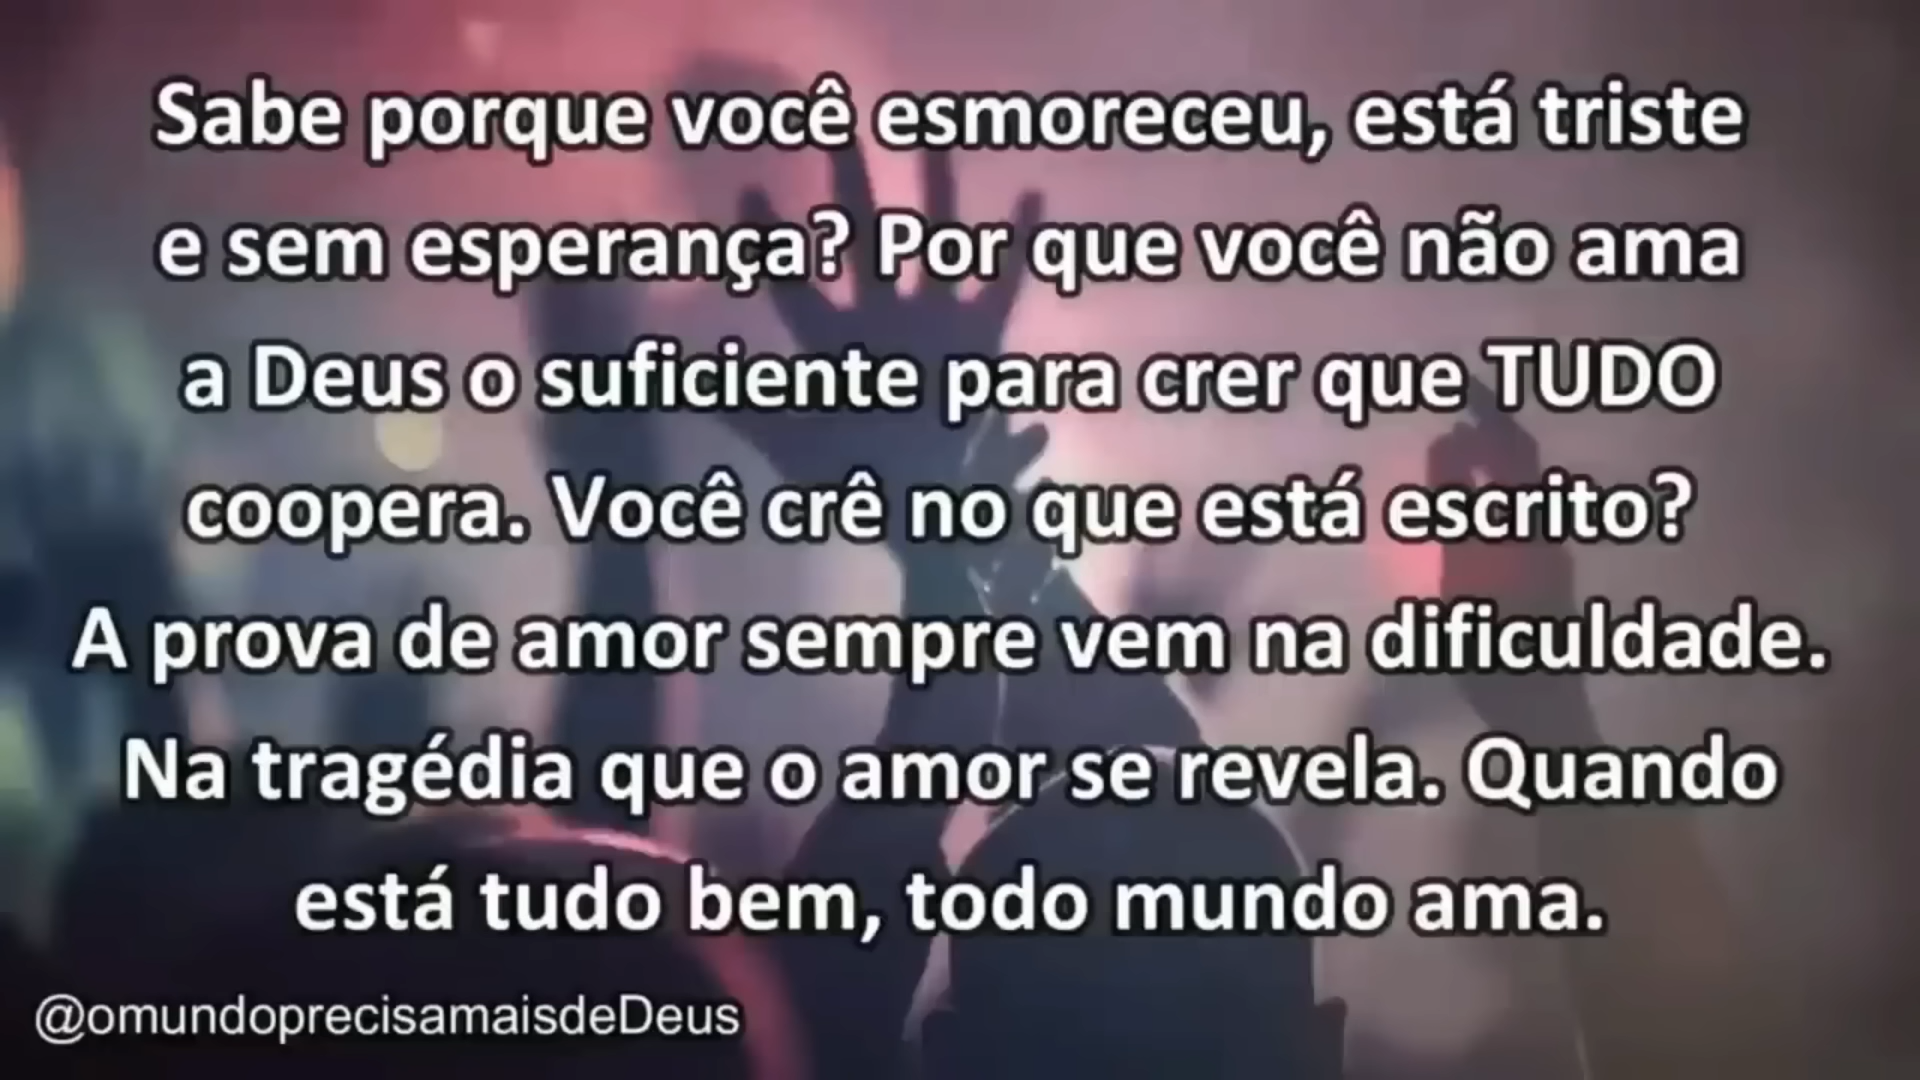 Sabe porque você esmoreceu, está triste
e sem esperança? Por que você não ama
a Deus o suficiente para crer que TUDO
coopera. Você crê no que está escrito?
A prova de amor sempre vem na dificuldade.
Na tragédia que o amor se revela. Quando
está tudo bem, todo mundo ama.
@omundoprecisamaisdeDeus